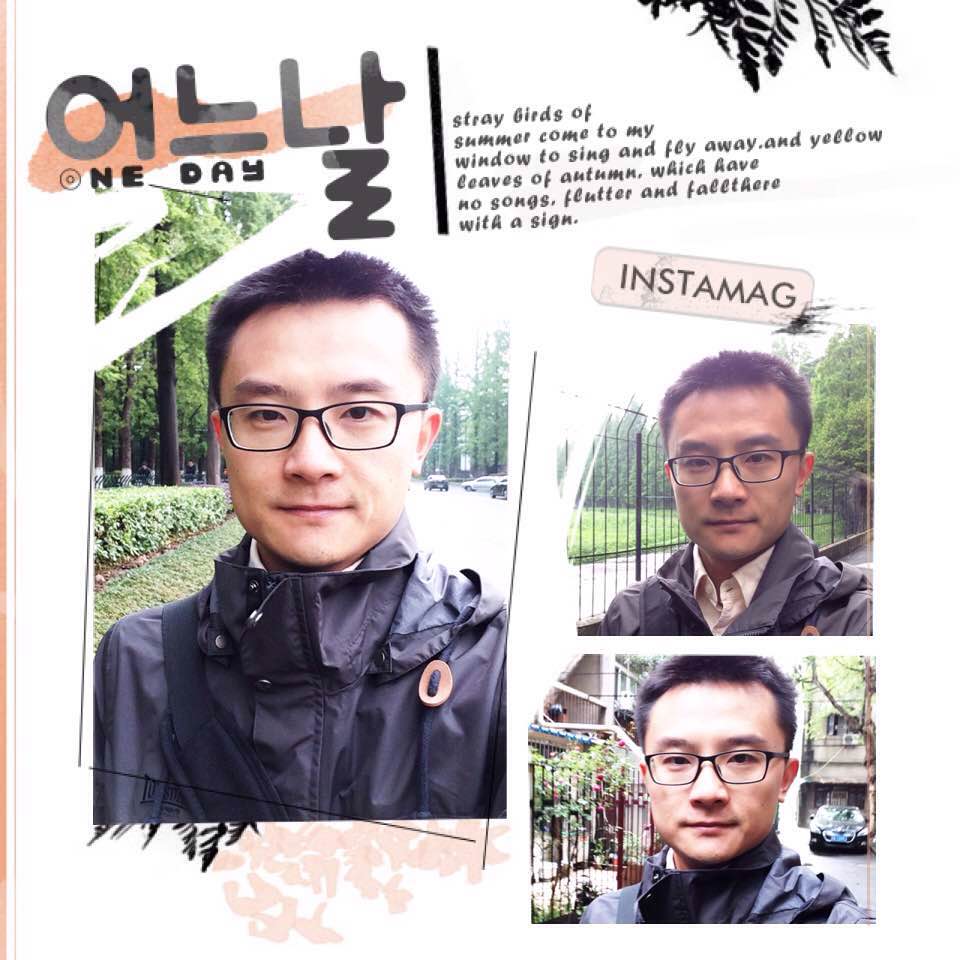 어느날
ONE DAY
stray birds of
summer come to my
window to sing and fly away.and yellow
leaves of autumn, which have
no songs, flutter and fallthere
with a sign.
INSTAMAG